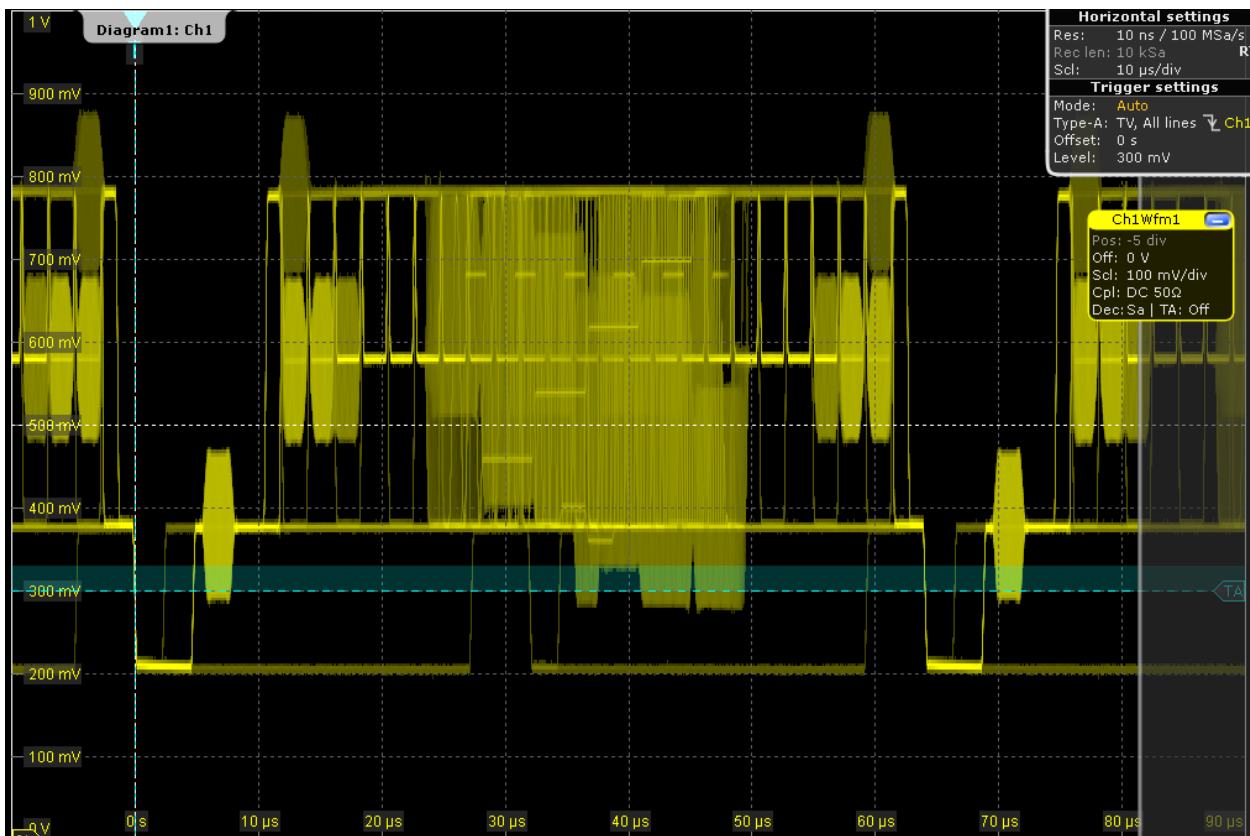 1 V
Diagram1: Ch1
Horizontal settings
Res: 10 ns / 100 MSa/s
Rec len: 10 kSa
Scl: 10 µs/div
Trigger settings
Mode: Auto
Type-A: TV, All lines Ch1
Offset: 0 s
Level: 300 mV
900 mV
800 mV
Ch1Wfm1
Pos: -5 div
Off: 0 V
Scl: 100 mV/div
Cpl: DC 50Ω
Dec: Sa | TA: Off
700 mV
600 mV
500 mV
400 mV
300 mV
TA
200 mV
100 mV
0 V
0 s
10 µs
20 µs
30 µs
40 µs
50 µs
60 µs
70 µs
80 µs
90 µs